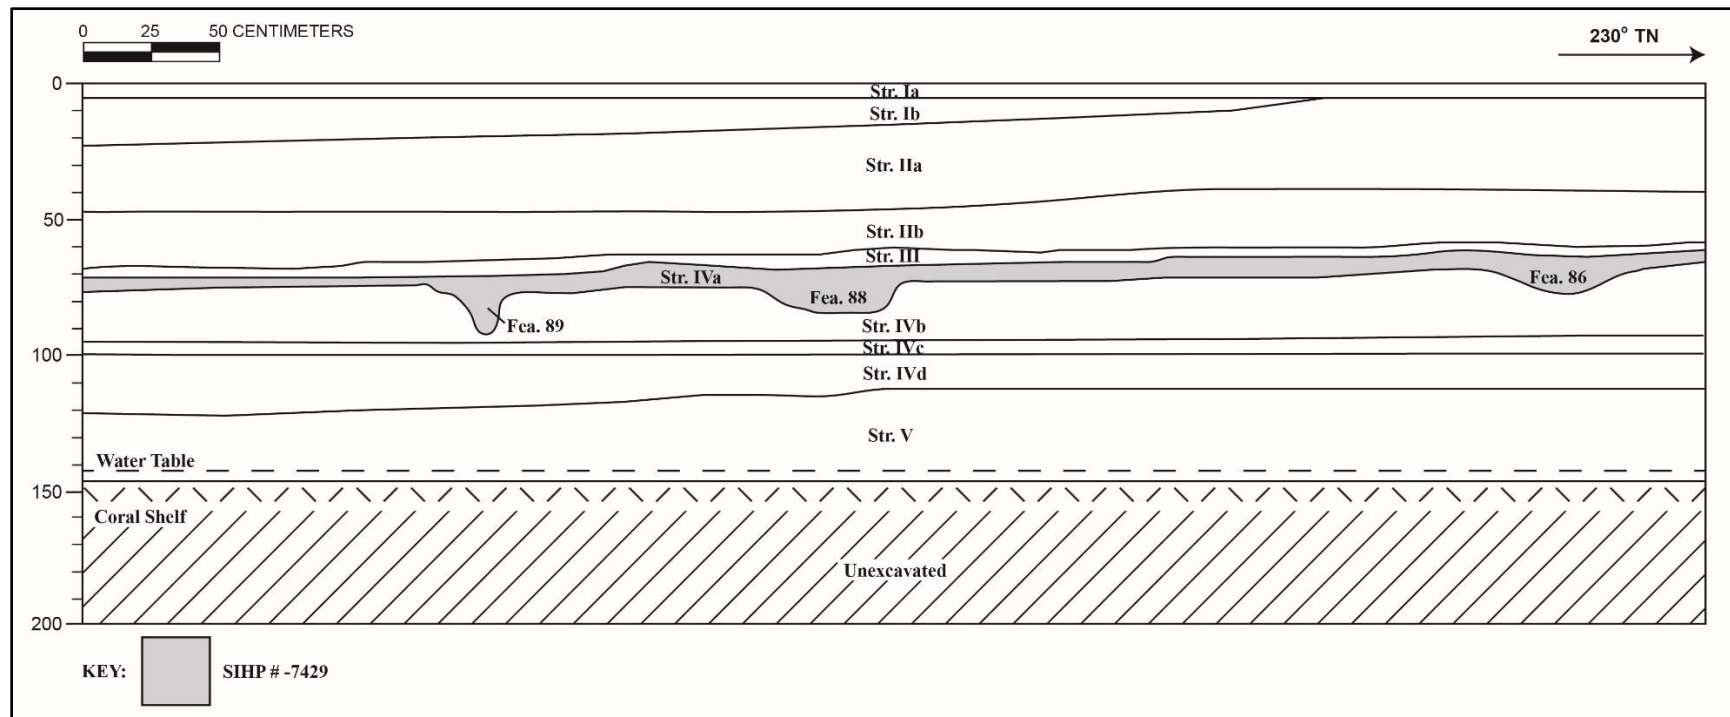 0 25 50 CENTIMETERS
230° TN
0
Str. Ia
Str. Ib
Str. IIa
50
Str. IIb
Str. III
Str. IVa
Fea. 86
Fea. 88
Fea. 89
Str. IVb
Str. IVc
100
Str. IVd
Str. V
Water Table
150
Coral Shelf
Unexcavated
200
KEY: SIHP # -7429